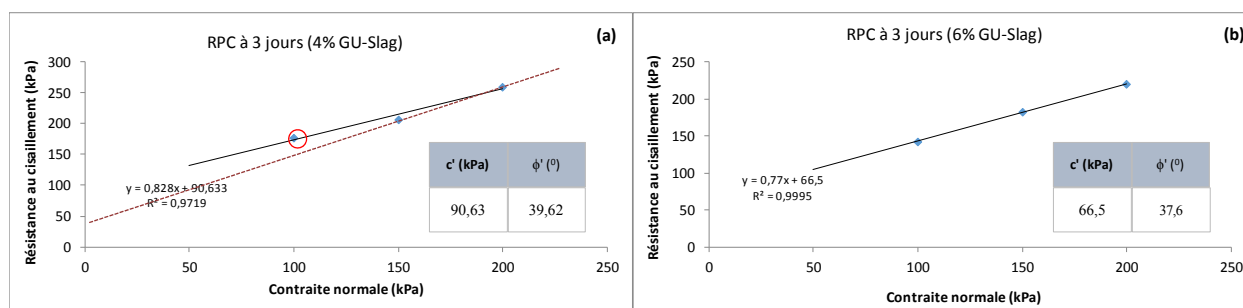 RPC à 3 jours (4% GU-Slag)
(a)
Résistance au cisaillement (kPa)
300
250
200
150
100
50
0
y = 0,828x + 90,633
R² = 0,9719
c' (kPa) ϕ' (⁰)
90,63 39,62
0 50 100 150 200 250
Contraite normale (kPa)
RPC à 3 jours (6% GU-Slag)
(b)
Résistance au cisaillement (kPa)
250
200
150
100
50
0
y = 0,77x + 66,5
R² = 0,9995
c' (kPa) ϕ' (⁰)
66,5 37,6
0 50 100 150 200 250
Contraite normale (kPa)